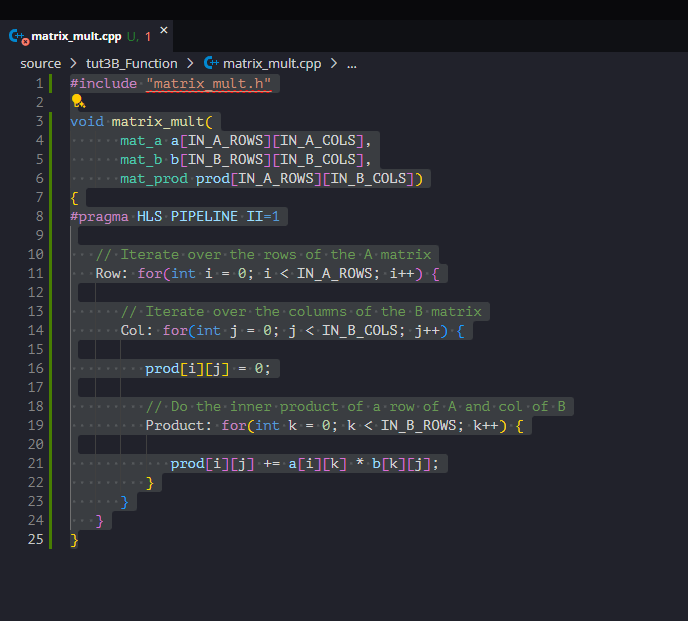 matrix_mult.cpp U, 1
source > tut3B_Function > matrix_mult.cpp > ...
1 #include "matrix_mult.h"
2
3 void matrix_mult(
4 mat_a a[IN_A_ROWS][IN_A_COLS],
5 mat_b b[IN_B_ROWS][IN_B_COLS],
6 mat_prod prod[IN_A_ROWS][IN_B_COLS])
7 {
8 #pragma HLS PIPELINE II=1
9
10 // Iterate over the rows of the A matrix
11 Row: for(int i = 0; i < IN_A_ROWS; i++) {
12
13 // Iterate over the columns of the B matrix
14 Col: for(int j = 0; j < IN_B_COLS; j++) {
15
16 prod[i][j] = 0;
17
18 // Do the inner product of a row of A and col of B
19 Product: for(int k = 0; k < IN_B_ROWS; k++) {
20
21 prod[i][j] += a[i][k] * b[k][j];
22 }
23 }
24 }
25 }